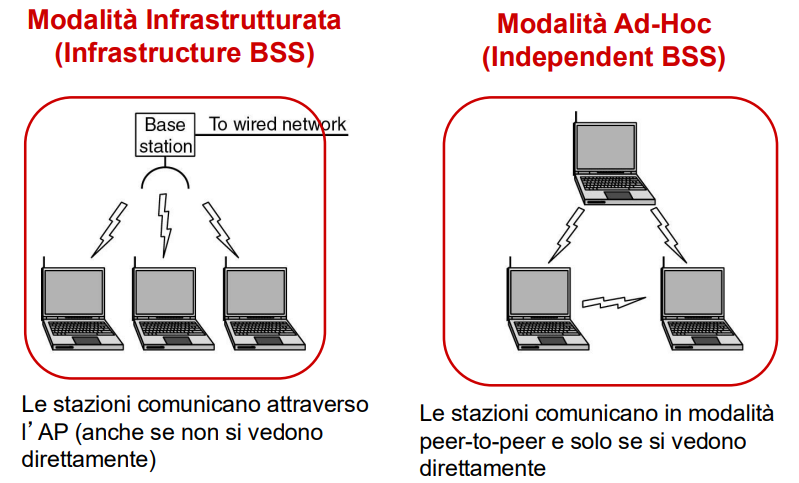 Modalità Infrastrutturata
(Infrastructure BSS)
Base
station
To wired network
Le stazioni comunicano attraverso
l’AP (anche se non si vedono
direttamente)
Modalità Ad-Hoc
(Independent BSS)
Le stazioni comunicano in modalità
peer-to-peer e solo se si vedono
direttamente